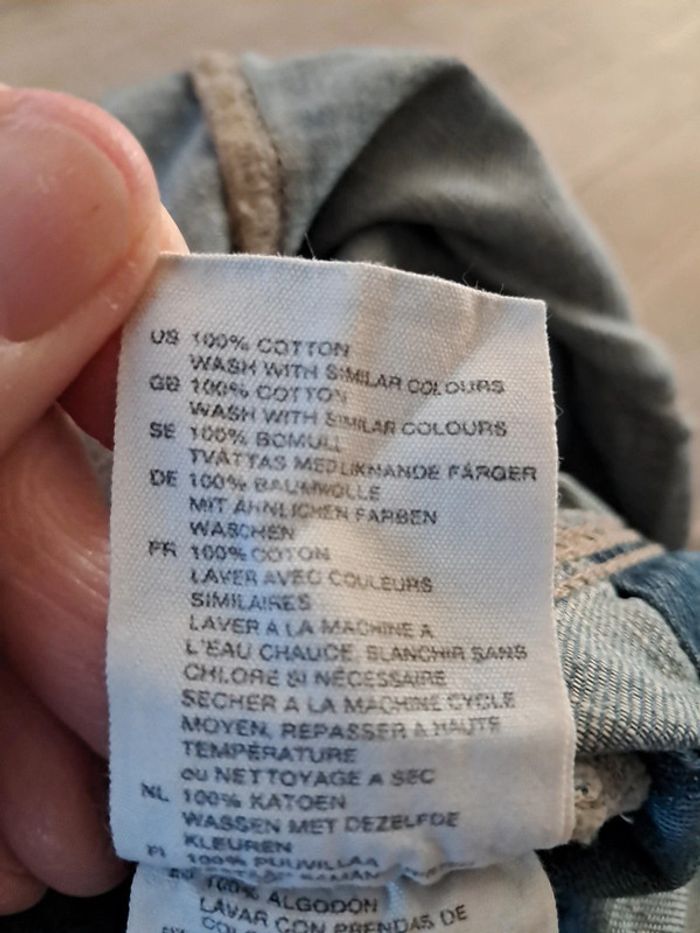 US 100% COTTON
WASH WITH SIMILAR COLOURS
GB 100% COTTON
WASH WITH SIMILAR COLOURS
SE 100% BOMULL
TVÄTTAS MED LIKNANDE FÄRGER
DE 100% BAUMWOLLE
MIT ÄHNLICHEN FARBEN
WASCHEN
FR 100% COTON
LAVER AVEC COULEURS
SIMILAIRES
LAVER A LA MACHINE A
L'EAU CHAUDE, BLANCHIR SANS
CHLORE SI NÉCESSAIRE
SECHER A LA MACHINE CYCLE
MOYEN, REPASSER A HAUTE
TEMPÉRATURE
OU NETTOYAGE A SEC
NL 100% KATOEN
WASSEN MET DEZELFDE
KLEUREN
FI 100% PUUVILLAA
100% ALGODON
LAVAR CON PRENDAS DE